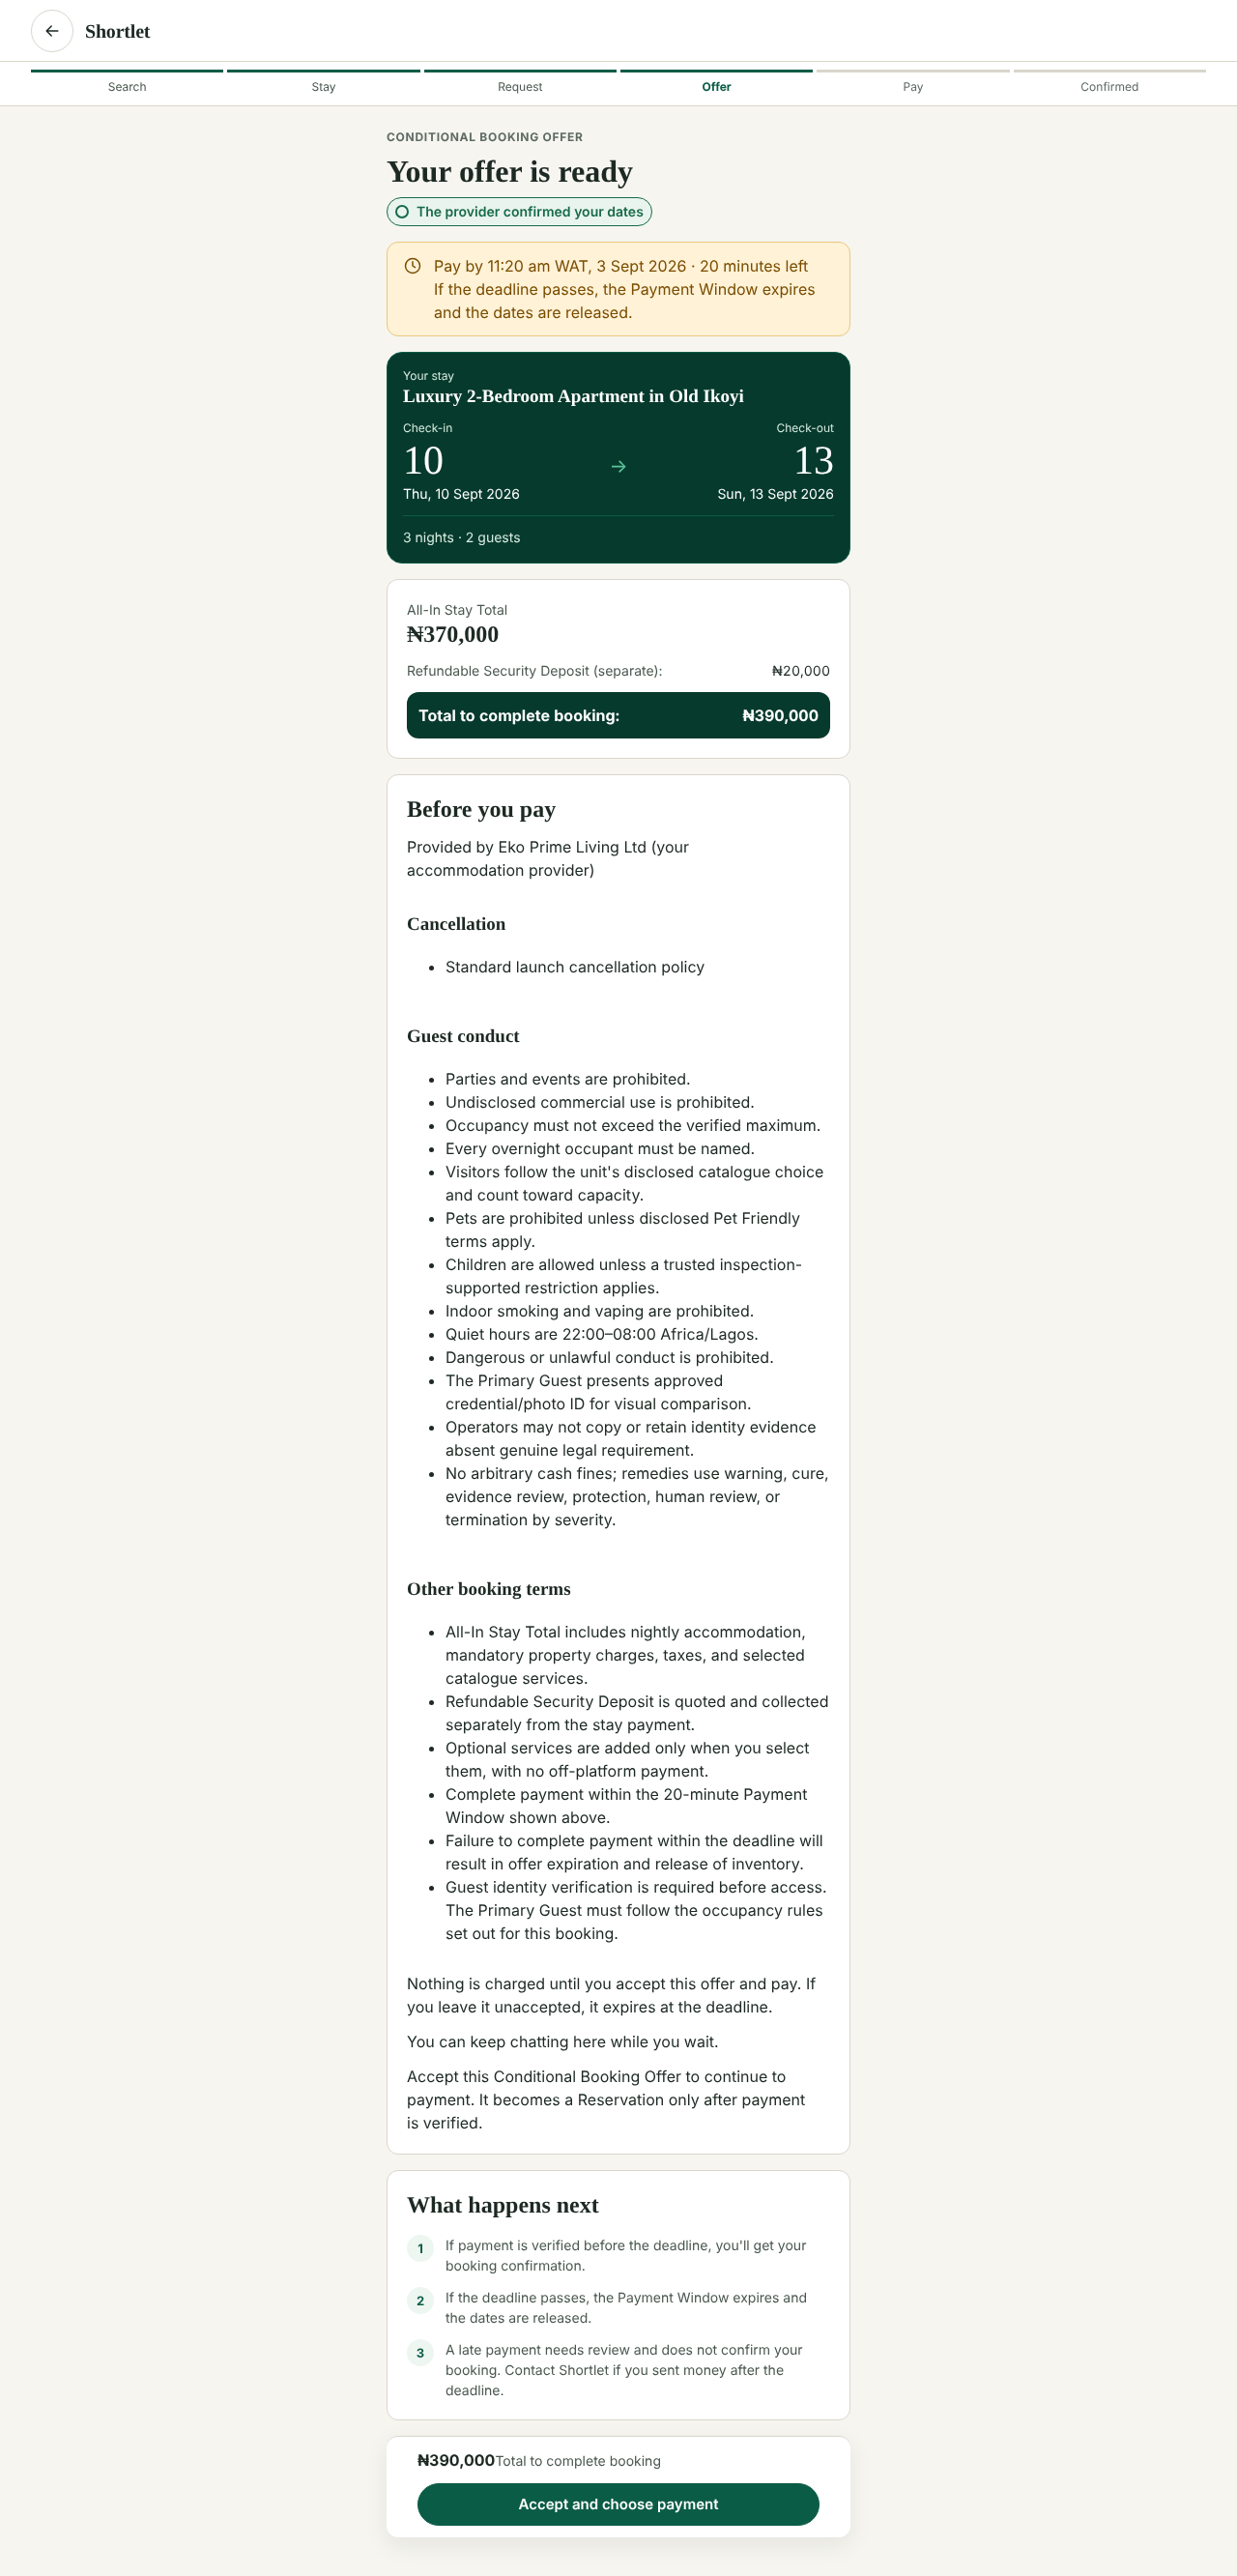 Shortlet
Search
Stay
Request
Offer
Pay
Confirmed
CONDITIONAL BOOKING OFFER
Your offer is ready
The provider confirmed your dates
Pay by 11:20 am WAT, 3 Sept 2026 · 20 minutes left
If the deadline passes, the Payment Window expires
and the dates are released.
Your stay
Luxury 2-Bedroom Apartment in Old Ikoyi
Check-in
Check-out
10
→
13
Thu, 10 Sept 2026
Sun, 13 Sept 2026
3 nights · 2 guests
All-In Stay Total
₦370,000
Refundable Security Deposit (separate):
₦20,000
Total to complete booking:
₦390,000
Before you pay
Provided by Eko Prime Living Ltd (your
accommodation provider)
Cancellation
• Standard launch cancellation policy
Guest conduct
• Parties and events are prohibited.
• Undisclosed commercial use is prohibited.
• Occupancy must not exceed the verified maximum.
• Every overnight occupant must be named.
• Visitors follow the unit's disclosed catalogue choice
and count toward capacity.
• Pets are prohibited unless disclosed Pet Friendly
terms apply.
• Children are allowed unless a trusted inspection-
supported restriction applies.
• Indoor smoking and vaping are prohibited.
• Quiet hours are 22:00–08:00 Africa/Lagos.
• Dangerous or unlawful conduct is prohibited.
• The Primary Guest presents approved
credential/photo ID for visual comparison.
• Operators may not copy or retain identity evidence
absent genuine legal requirement.
• No arbitrary cash fines; remedies use warning, cure,
evidence review, protection, human review, or
termination by severity.
Other booking terms
• All-In Stay Total includes nightly accommodation,
mandatory property charges, taxes, and selected
catalogue services.
• Refundable Security Deposit is quoted and collected
separately from the stay payment.
• Optional services are added only when you select
them, with no off-platform payment.
• Complete payment within the 20-minute Payment
Window shown above.
• Failure to complete payment within the deadline will
result in offer expiration and release of inventory.
• Guest identity verification is required before access.
The Primary Guest must follow the occupancy rules
set out for this booking.
Nothing is charged until you accept this offer and pay. If
you leave it unaccepted, it expires at the deadline.
You can keep chatting here while you wait.
Accept this Conditional Booking Offer to continue to
payment. It becomes a Reservation only after payment
is verified.
What happens next
1
If payment is verified before the deadline, you'll get your
booking confirmation.
2
If the deadline passes, the Payment Window expires and
the dates are released.
3
A late payment needs review and does not confirm your
booking. Contact Shortlet if you sent money after the
deadline.
₦390,000Total to complete booking
Accept and choose payment